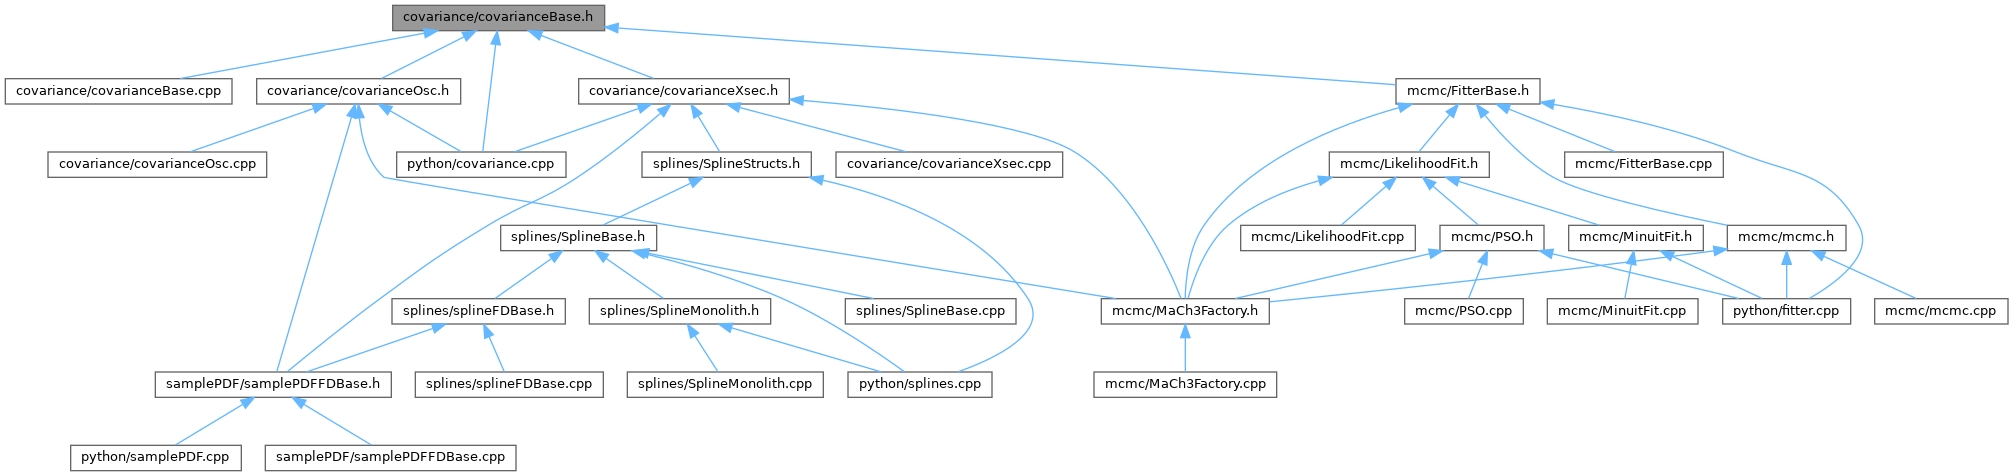 covariance/covarianceBase.h
covariance/covarianceBase.cpp
covariance/covarianceOsc.h
covariance/covarianceXsec.h
mcmc/FitterBase.h
covariance/covarianceOsc.cpp
python/covariance.cpp
splines/SplineStructs.h
covariance/covarianceXsec.cpp
mcmc/LikelihoodFit.h
mcmc/FitterBase.cpp
splines/SplineBase.h
mcmc/LikelihoodFit.cpp
mcmc/PSO.h
mcmc/MinuitFit.h
mcmc/mcmc.h
splines/splineFDBase.h
splines/SplineMonolith.h
splines/SplineBase.cpp
mcmc/MaCh3Factory.h
mcmc/PSO.cpp
mcmc/MinuitFit.cpp
python/fitter.cpp
mcmc/mcmc.cpp
samplePDF/samplePDFFDBase.h
splines/splineFDBase.cpp
splines/SplineMonolith.cpp
python/splines.cpp
mcmc/MaCh3Factory.cpp
python/samplePDF.cpp
samplePDF/samplePDFFDBase.cpp